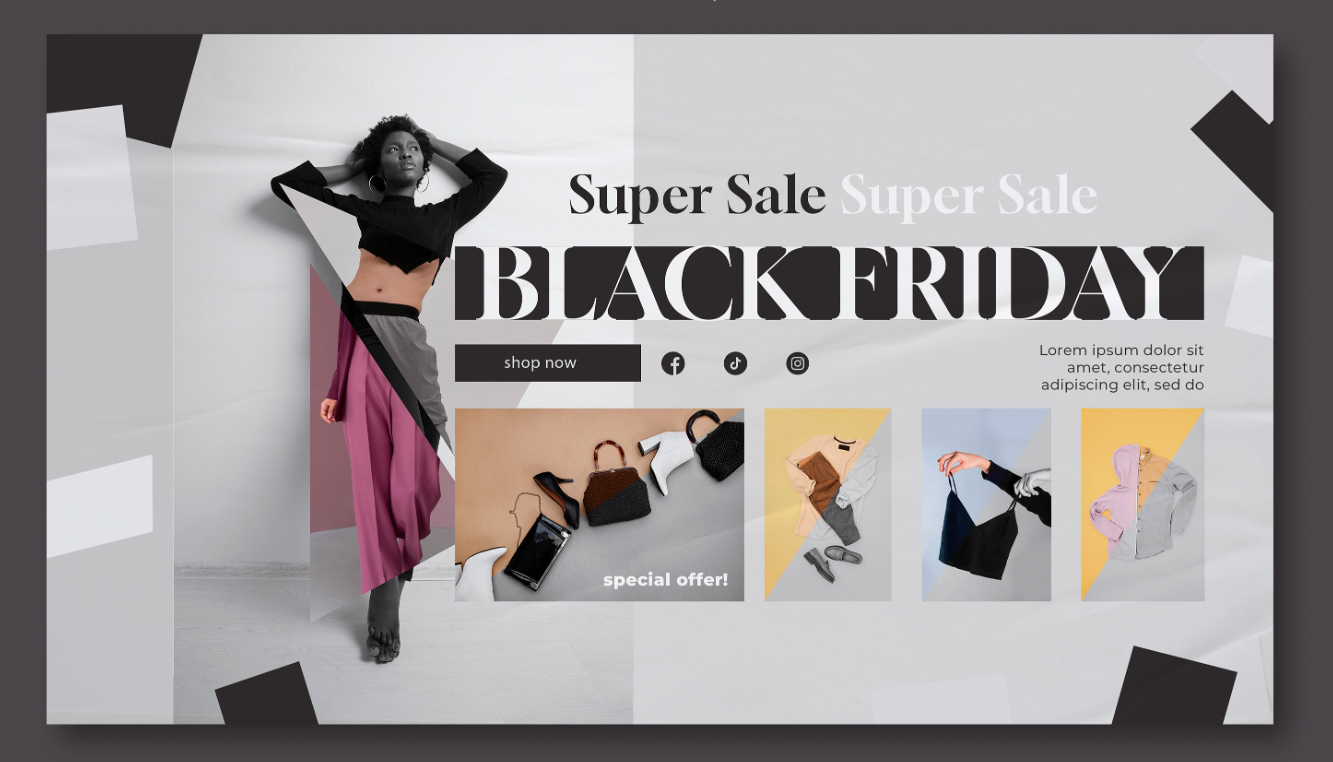 Super Sale Super Sale
BLACK FRIDAY
shop now
Lorem ipsum dolor sit
amet, consectetur
adipiscing elit, sed do
special offer!